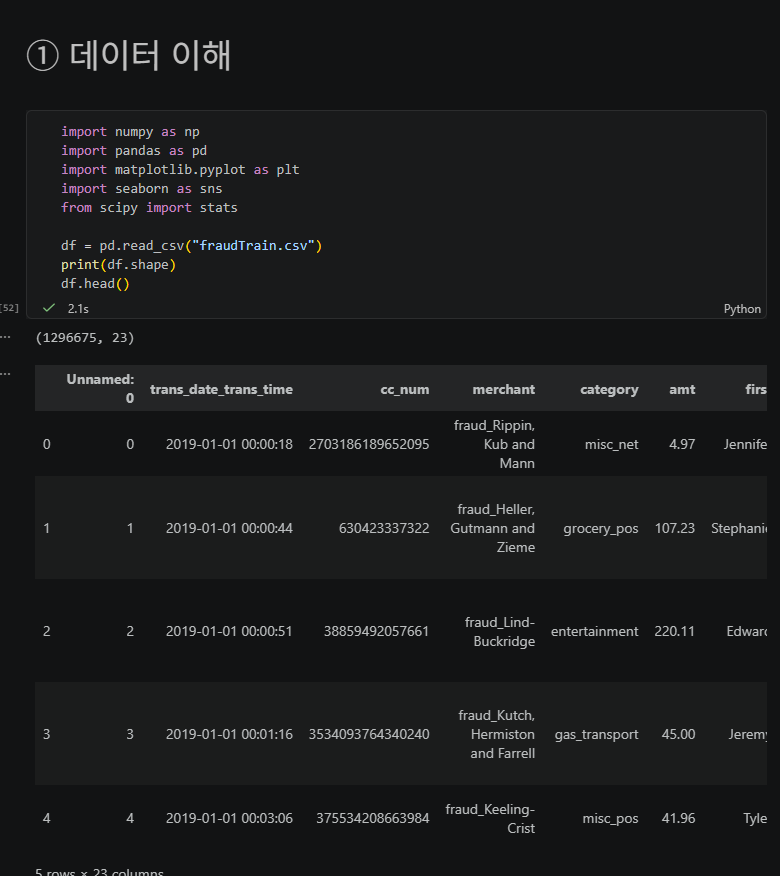 ① 데이터 이해
import numpy as np
import pandas as pd
import matplotlib.pyplot as plt
import seaborn as sns
from scipy import stats
df = pd.read_csv("fraudTrain.csv")
print(df.shape)
df.head()
[52] ✓ 2.1s Python
... (1296675, 23)
...
Unnamed: 0 trans_date_trans_time cc_num merchant category amt firs
0 0 2019-01-01 00:00:18 2703186189652095 fraud_Rippin, Kub and Mann misc_net 4.97 Jennife
1 1 2019-01-01 00:00:44 630423337322 fraud_Heller, Gutmann and Zieme grocery_pos 107.23 Stephani
2 2 2019-01-01 00:00:51 38859492057661 fraud_Lind-Buckridge entertainment 220.11 Edward
3 3 2019-01-01 00:01:16 3534093764340240 fraud_Kutch, Hermiston and Farrell gas_transport 45.00 Jeremy
4 4 2019-01-01 00:03:06 375534208663984 fraud_Keeling-Crist misc_pos 41.96 Tyle
5 rows × 23 columns